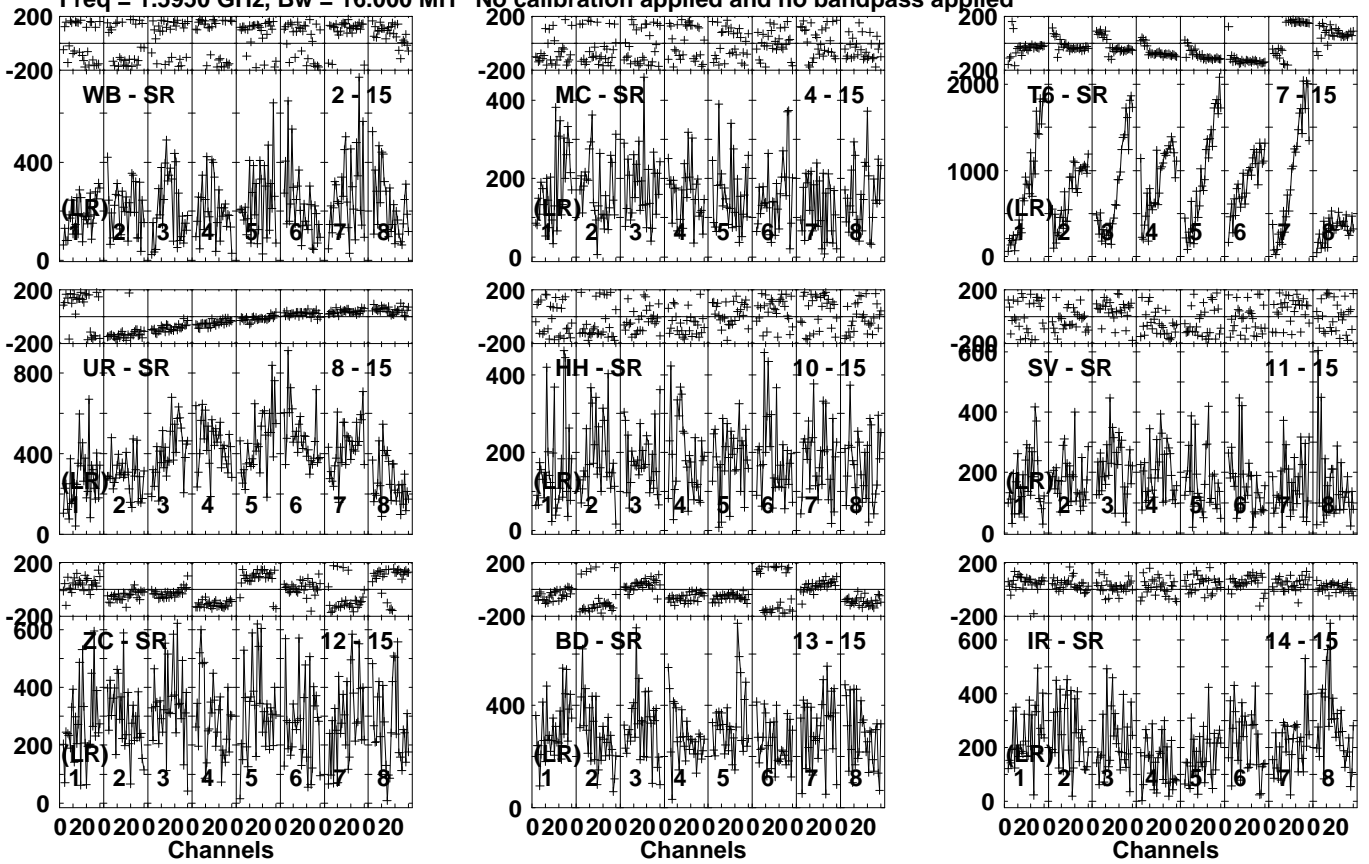 Freq = 1.5950 GHz, Bw = 16.000 MH No calibration applied and no bandpass applied
200 200 200
-200 -200
WB - SR 2 - 15 MC - SR 4 - 15 T6 - SR 7 - 15
400 2000
400 200 1000
(LR) (LR) (LR)
1 2 3 4 5 6 7 8 1 2 3 4 5 6 7 8 1 2 3 4 5 6 7 8
0 0 0
200 200 200
-200 -200 -200
UR - SR 8 - 15 HH - SR 10 - 15 SV - SR 11 - 15
800 400 600
400 200 400
200
(LR) (LR) (LR)
1 2 3 4 5 6 7 8 1 2 3 4 5 6 7 8 1 2 3 4 5 6 7 8
0 0 0
200 200 200
-200 -200 -200
ZC - SR 12 - 15 BD - SR 13 - 15 IR - SR 14 - 15
600 400 600
400 400
200 200
(LR) (LR) (LR)
1 2 3 4 5 6 7 8 1 2 3 4 5 6 7 8 1 2 3 4 5 6 7 8
0 0 0
0 20 0 20 0 20 0 20 0 20 0 20 0 20 0 20 0 20 0 20 0 20 0 20 0 20 0 20 0 20 0 20 0 20 0 20 0 20 0 20 0 20 0 20 0 20 0 20
Channels Channels Channels